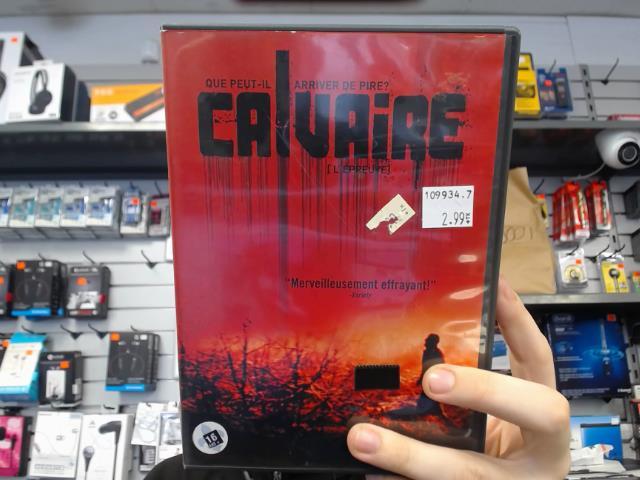 QUE PEUT-IL ARRIVER DE PIRE?
CALVAIRE
[L'ÉPREUVE]
109934.7
2.99
"Merveilleusement effrayant!"
-Variety
16